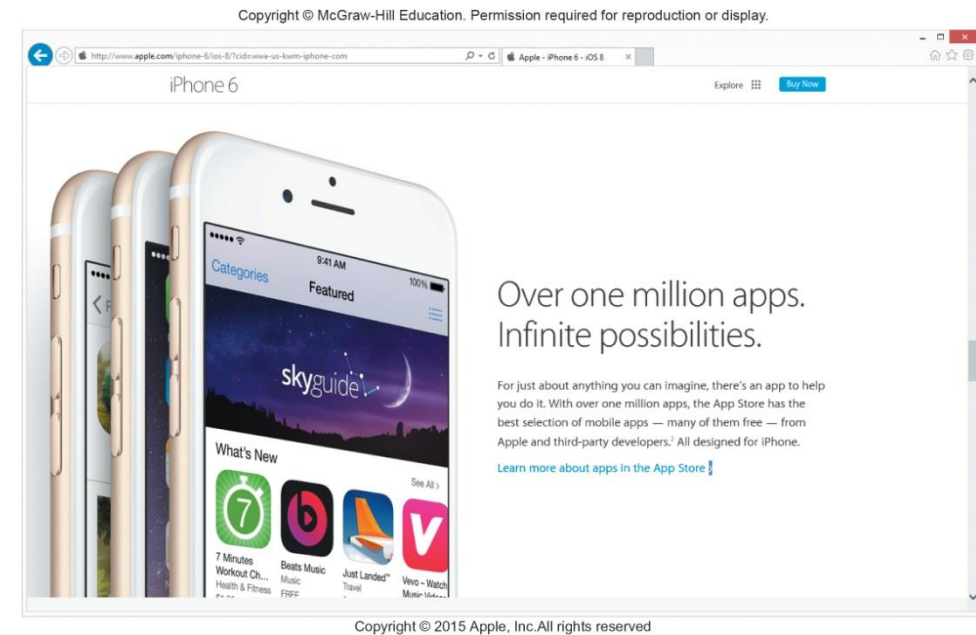 Copyright © McGraw-Hill Education. Permission required for reproduction or display.
http://www.apple.com/iphone-6/ios-8/?cid=wwa-us-kwm-iphone-com
Apple - iPhone 6 - iOS 8
iPhone 6
Explore
Buy Now
9:41 AM
100%
Categories
Featured
skyguide
What's New
See All >
7
7 Minutes
Workout Ch...
Health & Fitness
Beats Music
Music
FREE
Just Landed™
Travel
V
Vevo – Watch
Music Videos
Over one million apps.
Infinite possibilities.
For just about anything you can imagine, there's an app to help
you do it. With over one million apps, the App Store has the
best selection of mobile apps — many of them free — from
Apple and third-party developers.² All designed for iPhone.
Learn more about apps in the App Store >
Copyright © 2015 Apple, Inc.All rights reserved